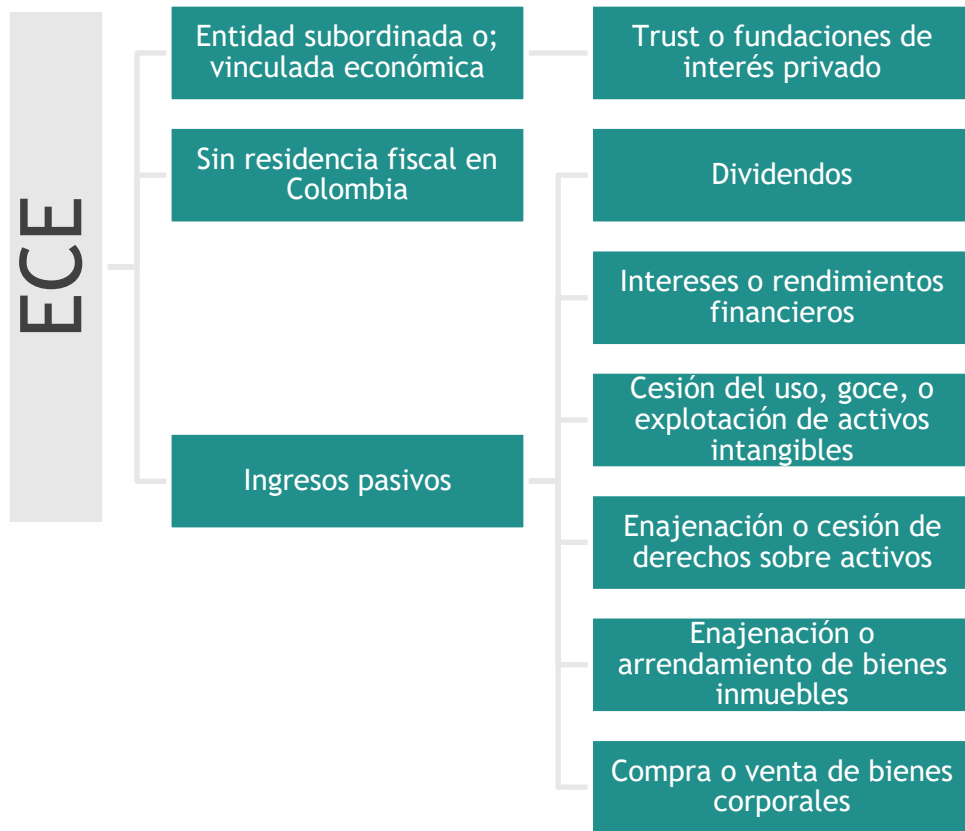 ECE
Entidad subordinada o;
vinculada económica
Trust o fundaciones de
interés privado
Sin residencia fiscal en
Colombia
Ingresos pasivos
Dividendos
Intereses o rendimientos
financieros
Cesión del uso, goce, o
explotación de activos
intangibles
Enajenación o cesión de
derechos sobre activos
Enajenación o
arrendamiento de bienes
inmuebles
Compra o venta de bienes
corporales